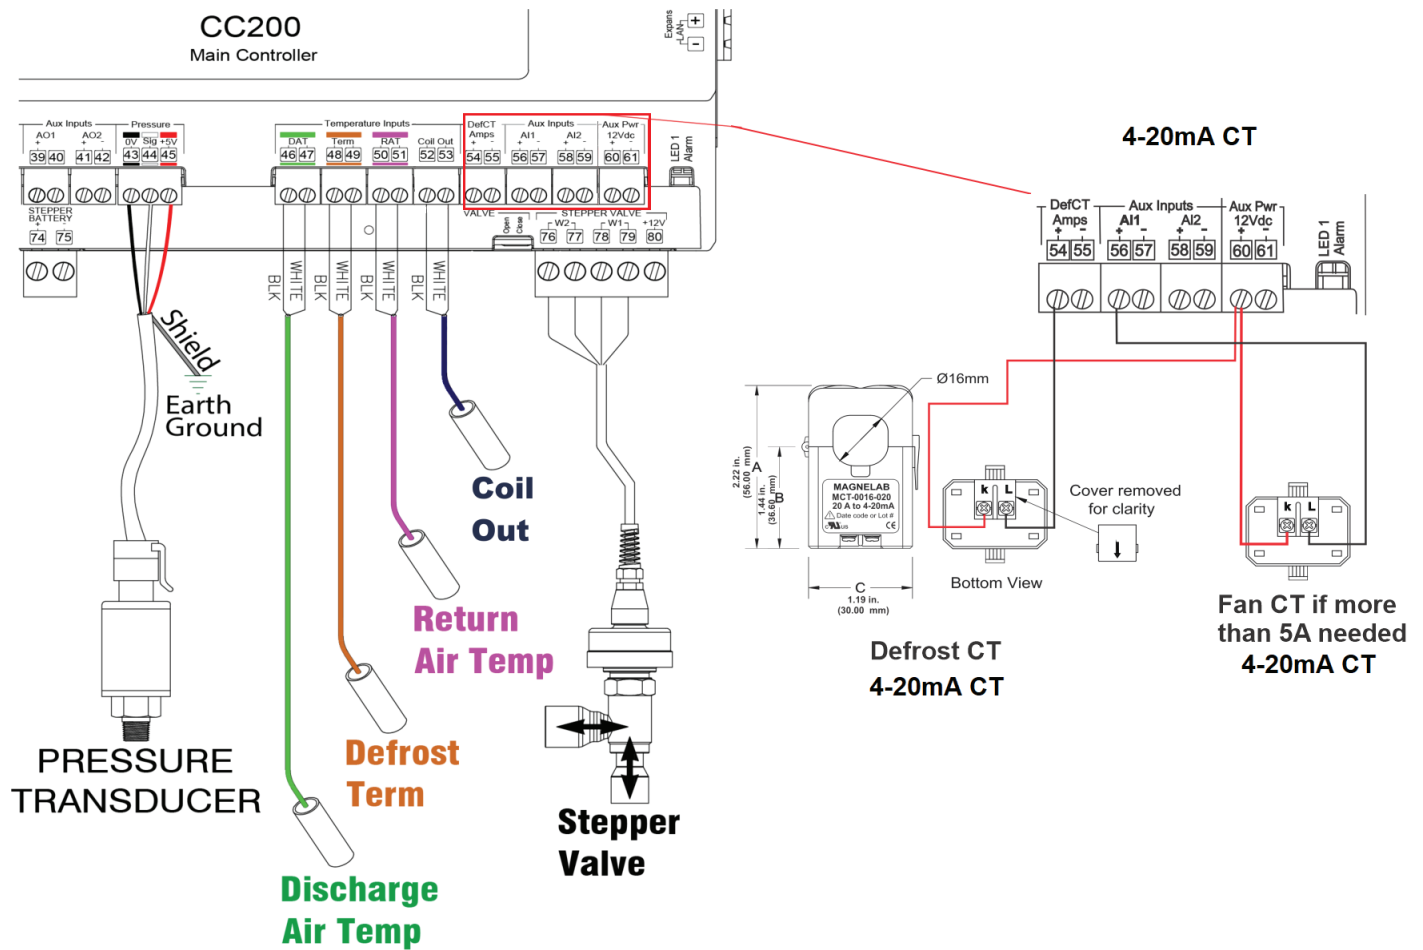 CC200
Main Controller
Expans
LAN
+
−
Aux Inputs
AO1 AO2
+ - + -
39 40 41 42
Pressure
0V Sig +5V
43 44 45
Temperature Inputs
DAT Term RAT Coil Out
46 47 48 49 50 51 52 53
DefCT
Amps
+ -
54 55
Aux Inputs
AI1 AI2
+ - + -
56 57 58 59
Aux Pwr
12Vdc
+ -
60 61
LED 1
Alarm
STEPPER
BATTERY
+ -
74 75
VALVE
Open
Close
STEPPER VALVE
W2 W1 +12V
76 77 78 79 80
BLK WHITE BLK WHITE BLK WHITE BLK WHITE
Shield
Earth
Ground
Coil
Out
Return
Air Temp
Defrost
Term
Discharge
Air Temp
PRESSURE
TRANSDUCER
Stepper
Valve
4-20mA CT
DefCT
Amps
+ -
54 55
Aux Inputs
AI1 AI2
+ - + -
56 57 58 59
Aux Pwr
12Vdc
+ -
60 61
LED 1
Alarm
Ø16mm
A
2.22 in.
(56.00 mm)
B
1.44 in.
(36.60 mm)
MAGNELAB
MCT-0016-020
20 A to 4-20mA
Date code or Lot #
c UL us CE
C
1.19 in.
(30.00 mm)
k L
Bottom View
Cover removed
for clarity
k L
Defrost CT
4-20mA CT
Fan CT if more
than 5A needed
4-20mA CT